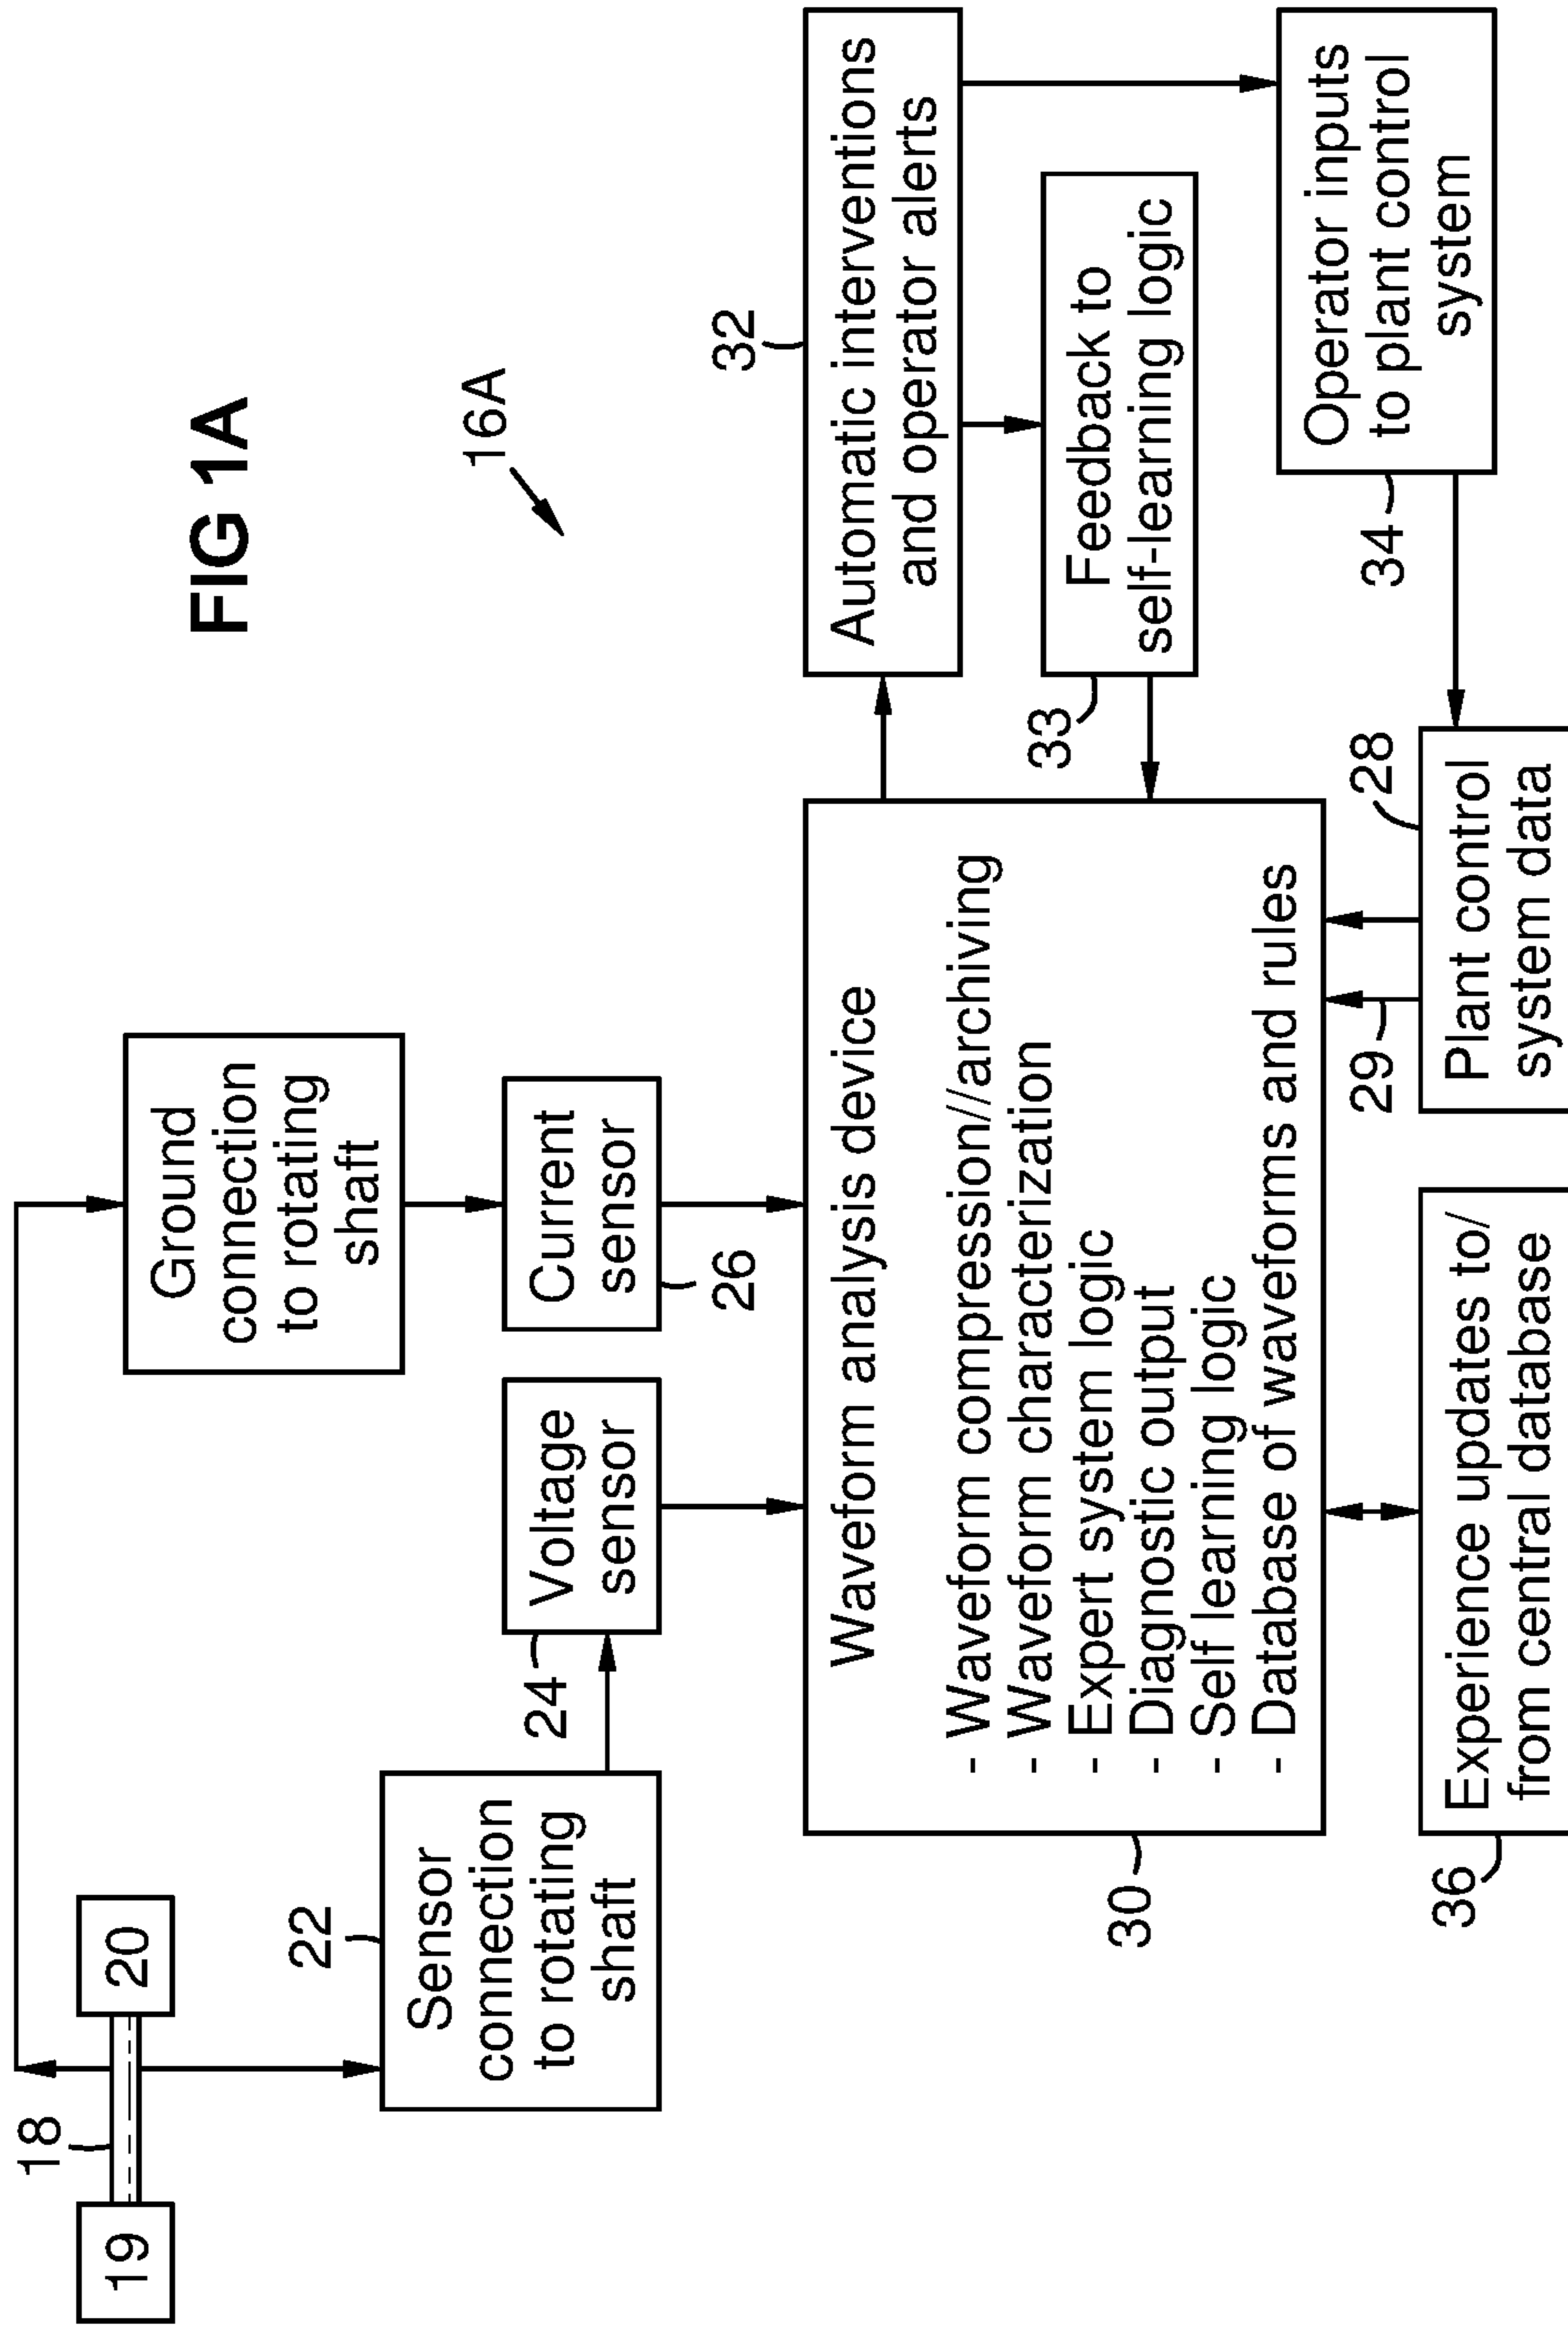 FIG 1A
16A
18
19
20
22
Sensor
connection
to rotating
shaft
Ground
connection
to rotating
shaft
24
Voltage
sensor
Current
sensor
26
Waveform analysis device
- Waveform compression//archiving
- Waveform characterization
- Expert system logic
- Diagnostic output
- Self learning logic
- Database of waveforms and rules
30
32
Automatic interventions
and operator alerts
33
Feedback to
self-learning logic
34
Operator inputs
to plant control
system
28
29
Plant control
system data
36
Experience updates to/
from central database